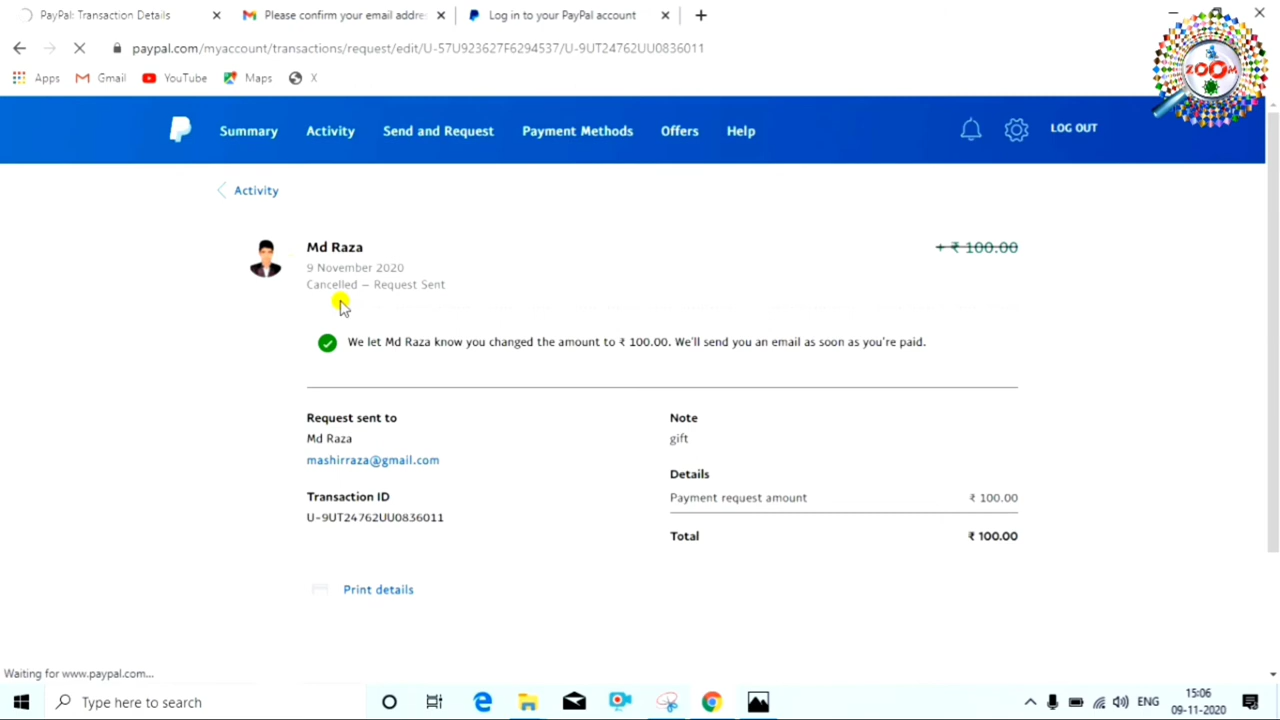 PayPal: Transaction Details
Please confirm your email addre
Log in to your PayPal account
paypal.com/myaccount/transactions/request/edit/U-57U923627F6294537/U-9UT24762UU0836011
Apps
Gmail
YouTube
Maps
X
ZOOM
Summary
Activity
Send and Request
Payment Methods
Offers
Help
LOG OUT
Activity
Md Raza
+ ₹ 100.00
9 November 2020
Cancelled – Request Sent
We let Md Raza know you changed the amount to ₹ 100.00. We'll send you an email as soon as you're paid.
Request sent to
Md Raza
mashirraza@gmail.com
Transaction ID
U-9UT24762UU0836011
Note
gift
Details
Payment request amount ₹ 100.00
Total ₹ 100.00
Print details
Waiting for www.paypal.com...
Type here to search
ENG
15:06
09-11-2020